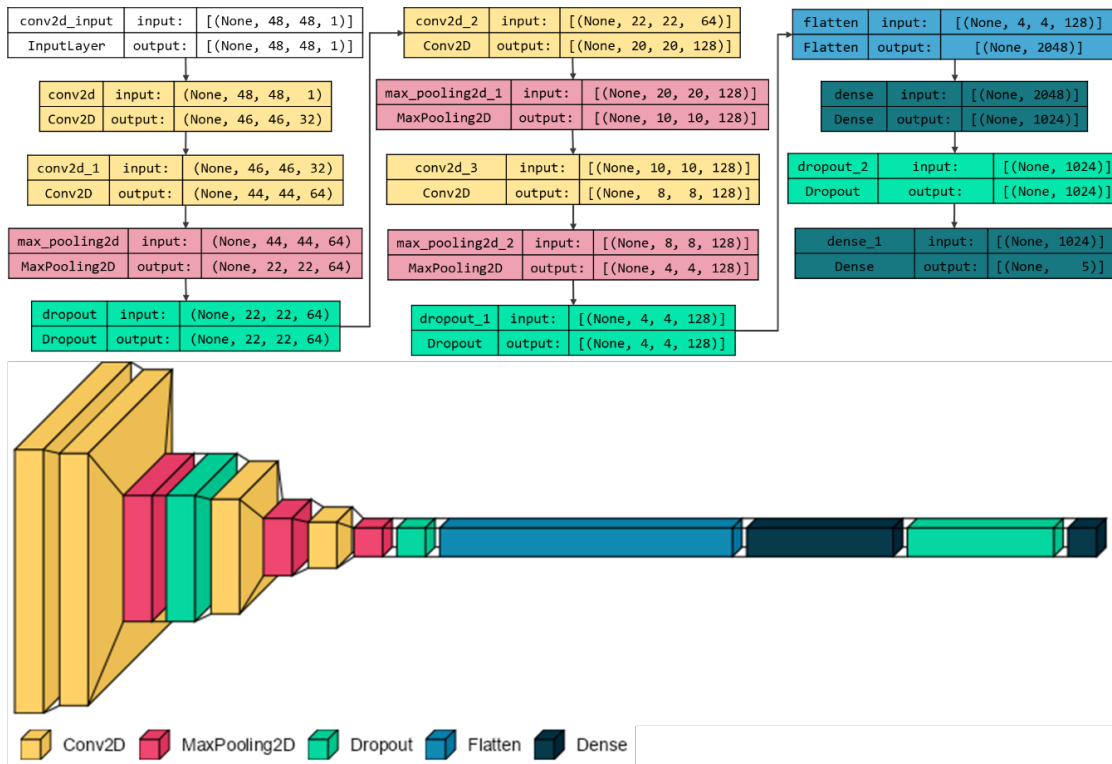 conv2d_input input: [(None, 48, 48, 1)]
InputLayer output: [(None, 48, 48, 1)]
conv2d input: (None, 48, 48, 1)
Conv2D output: (None, 46, 46, 32)
conv2d_1 input: (None, 46, 46, 32)
Conv2D output: (None, 44, 44, 64)
max_pooling2d input: (None, 44, 44, 64)
MaxPooling2D output: (None, 22, 22, 64)
dropout input: (None, 22, 22, 64)
Dropout output: (None, 22, 22, 64)
conv2d_2 input: [(None, 22, 22, 64)]
Conv2D output: (None, 20, 20, 128)]
max_pooling2d_1 input: [(None, 20, 20, 128)]
MaxPooling2D output: [(None, 10, 10, 128)]
conv2d_3 input: [(None, 10, 10, 128)]
Conv2D output: [(None, 8, 8, 128)]
max_pooling2d_2 input: [(None, 8, 8, 128)]
MaxPooling2D output: [(None, 4, 4, 128)]
dropout_1 input: [(None, 4, 4, 128)]
Dropout output: [(None, 4, 4, 128)]
flatten input: [(None, 4, 4, 128)]
Flatten output: [(None, 2048)]
dense input: [(None, 2048)]
Dense output: [(None, 1024)]
dropout_2 input: [(None, 1024)]
Dropout output: [(None, 1024)]
dense_1 input: [(None, 1024)]
Dense output: [(None, 5)]
Conv2D MaxPooling2D Dropout Flatten Dense